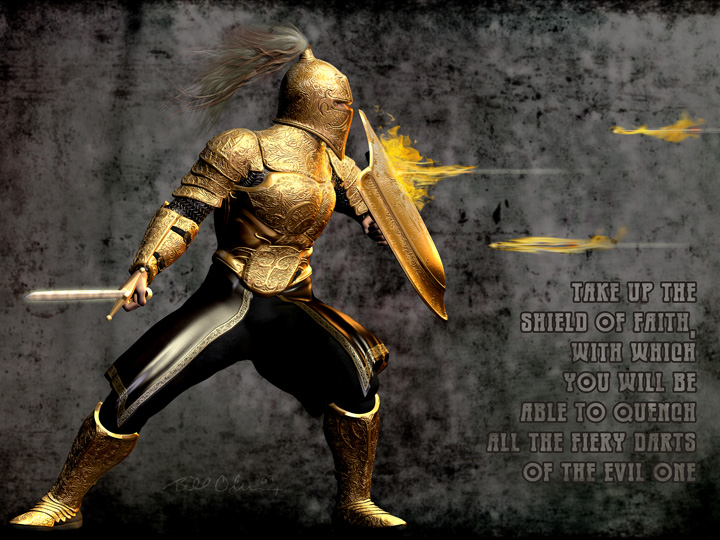 TAKE UP THE
SHIELD OF FAITH,
WITH WHICH
YOU WILL BE
ABLE TO QUENCH
ALL THE FIERY DARTS
OF THE EVIL ONE